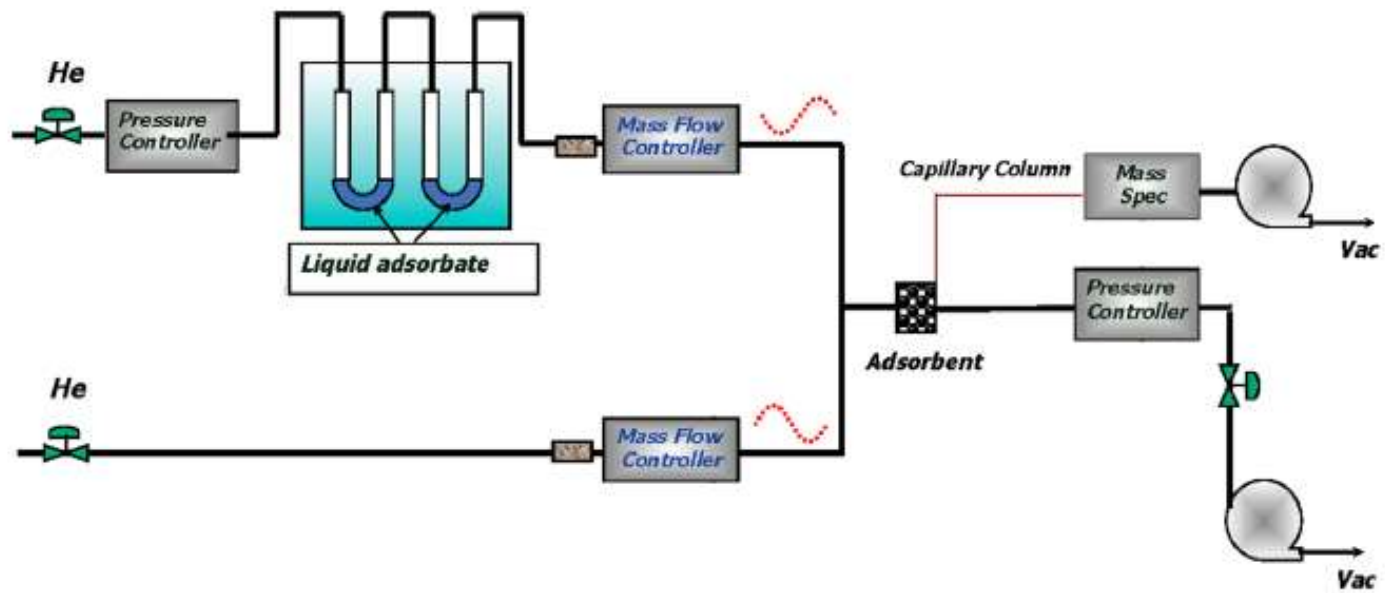 He
Pressure
Controller
Liquid adsorbate
Mass Flow
Controller
Capillary Column
Mass
Spec
Vac
Adsorbent
Pressure
Controller
He
Mass Flow
Controller
Vac